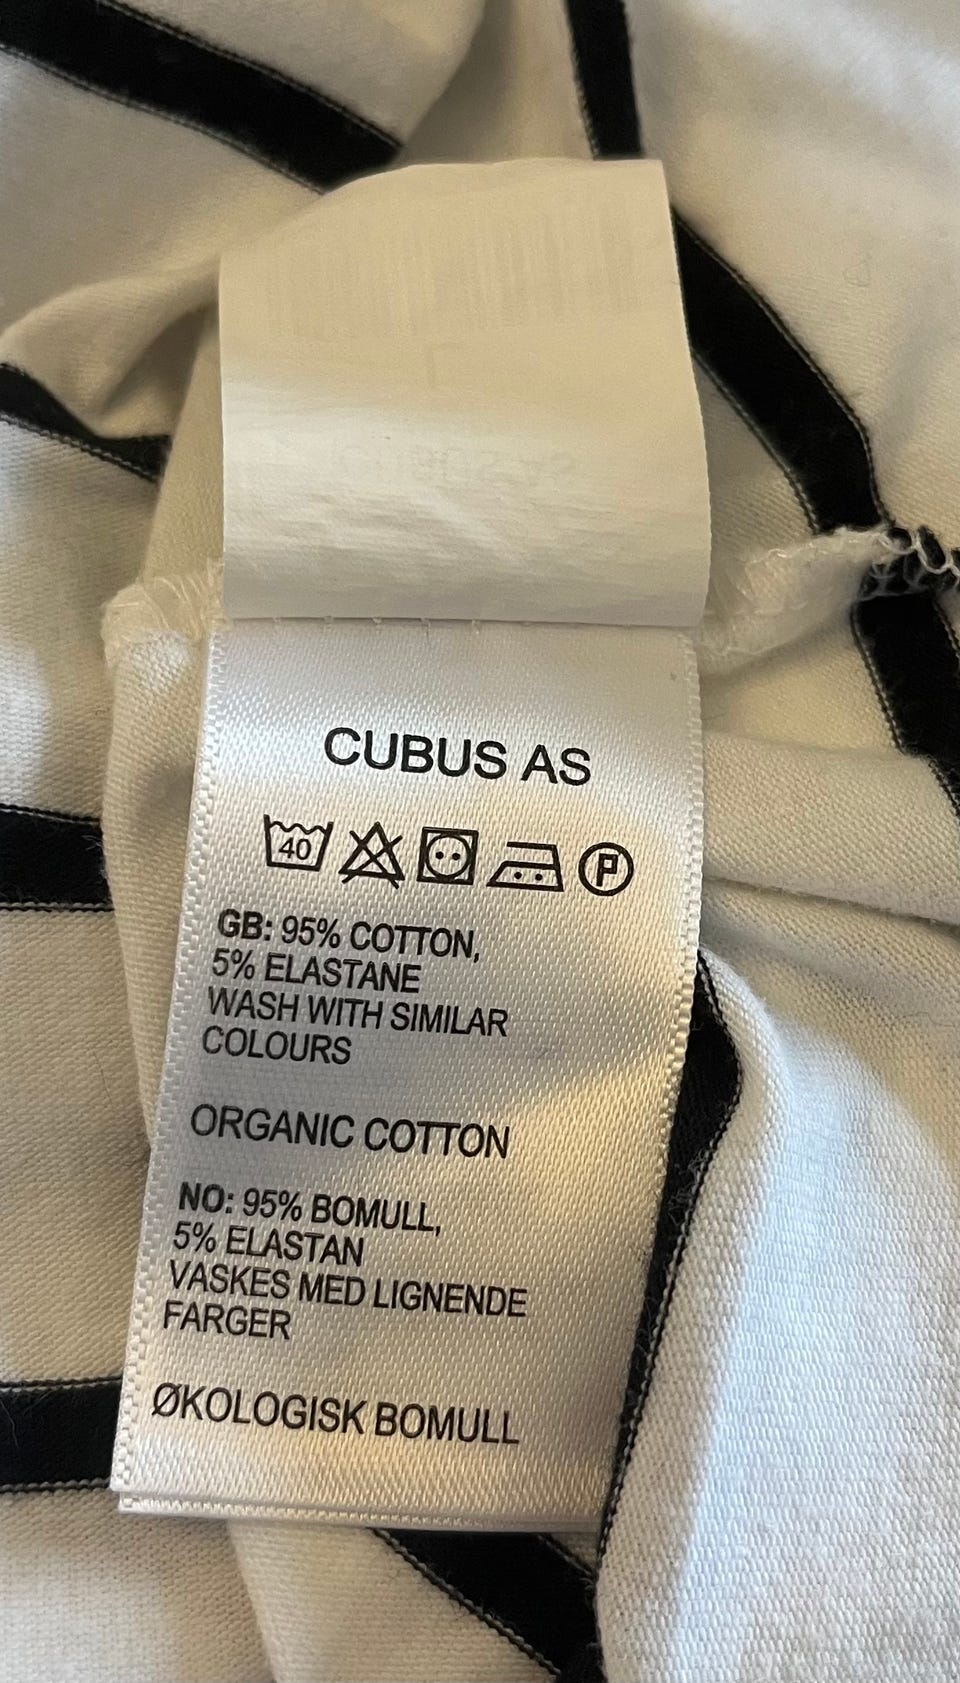 CUBUS AS
40 P
GB: 95% COTTON,
5% ELASTANE
WASH WITH SIMILAR
COLOURS
ORGANIC COTTON
NO: 95% BOMULL,
5% ELASTAN
VASKES MED LIGNENDE
FARGER
ØKOLOGISK BOMULL